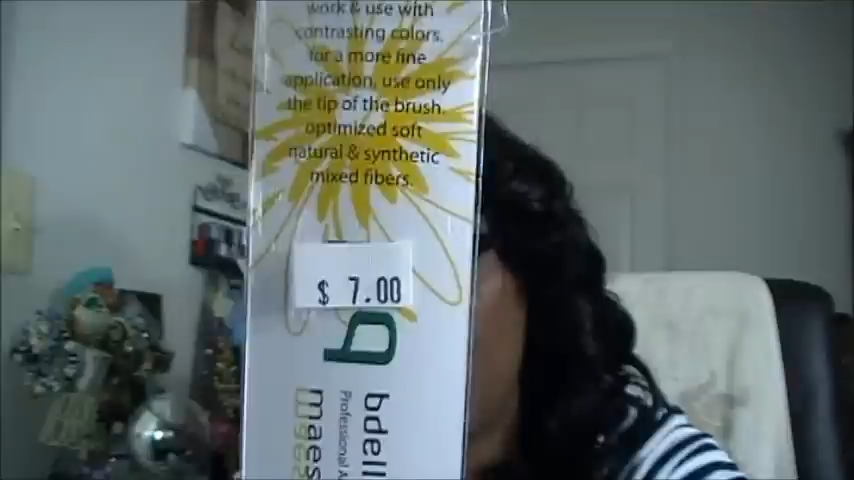 work & use with
contrasting colors.
for a more fine
application, use only
the tip of the brush.
optimized soft
natural & synthetic
mixed fibers.
$ 7.00
bdell
Professional A
maes